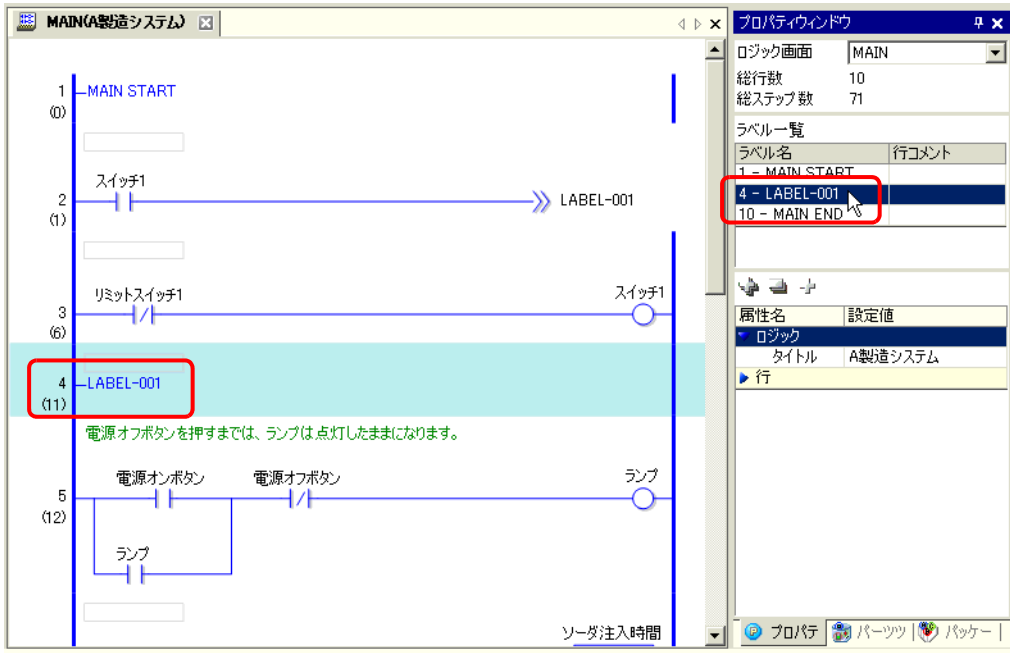 MAIN(A製造システム)
1
MAIN START
(0)
スイッチ1
2
LABEL-001
(1)
リミットスイッチ1
スイッチ1
3
(6)
4
LABEL-001
(11)
電源オフボタンを押すまでは、ランプは点灯したままになります。
電源オンボタン
電源オフボタン
ランプ
5
(12)
ランプ
ソーダ注入時間
プロパティウィンドウ
ロジック画面
MAIN
総行数
10
総ステップ数
71
ラベル一覧
ラベル名
行コメント
1 - MAIN START
4 - LABEL-001
10 - MAIN END
属性名
設定値
ロジック
タイトル
A製造システム
行
プロパテ
パーツツ
パッケー